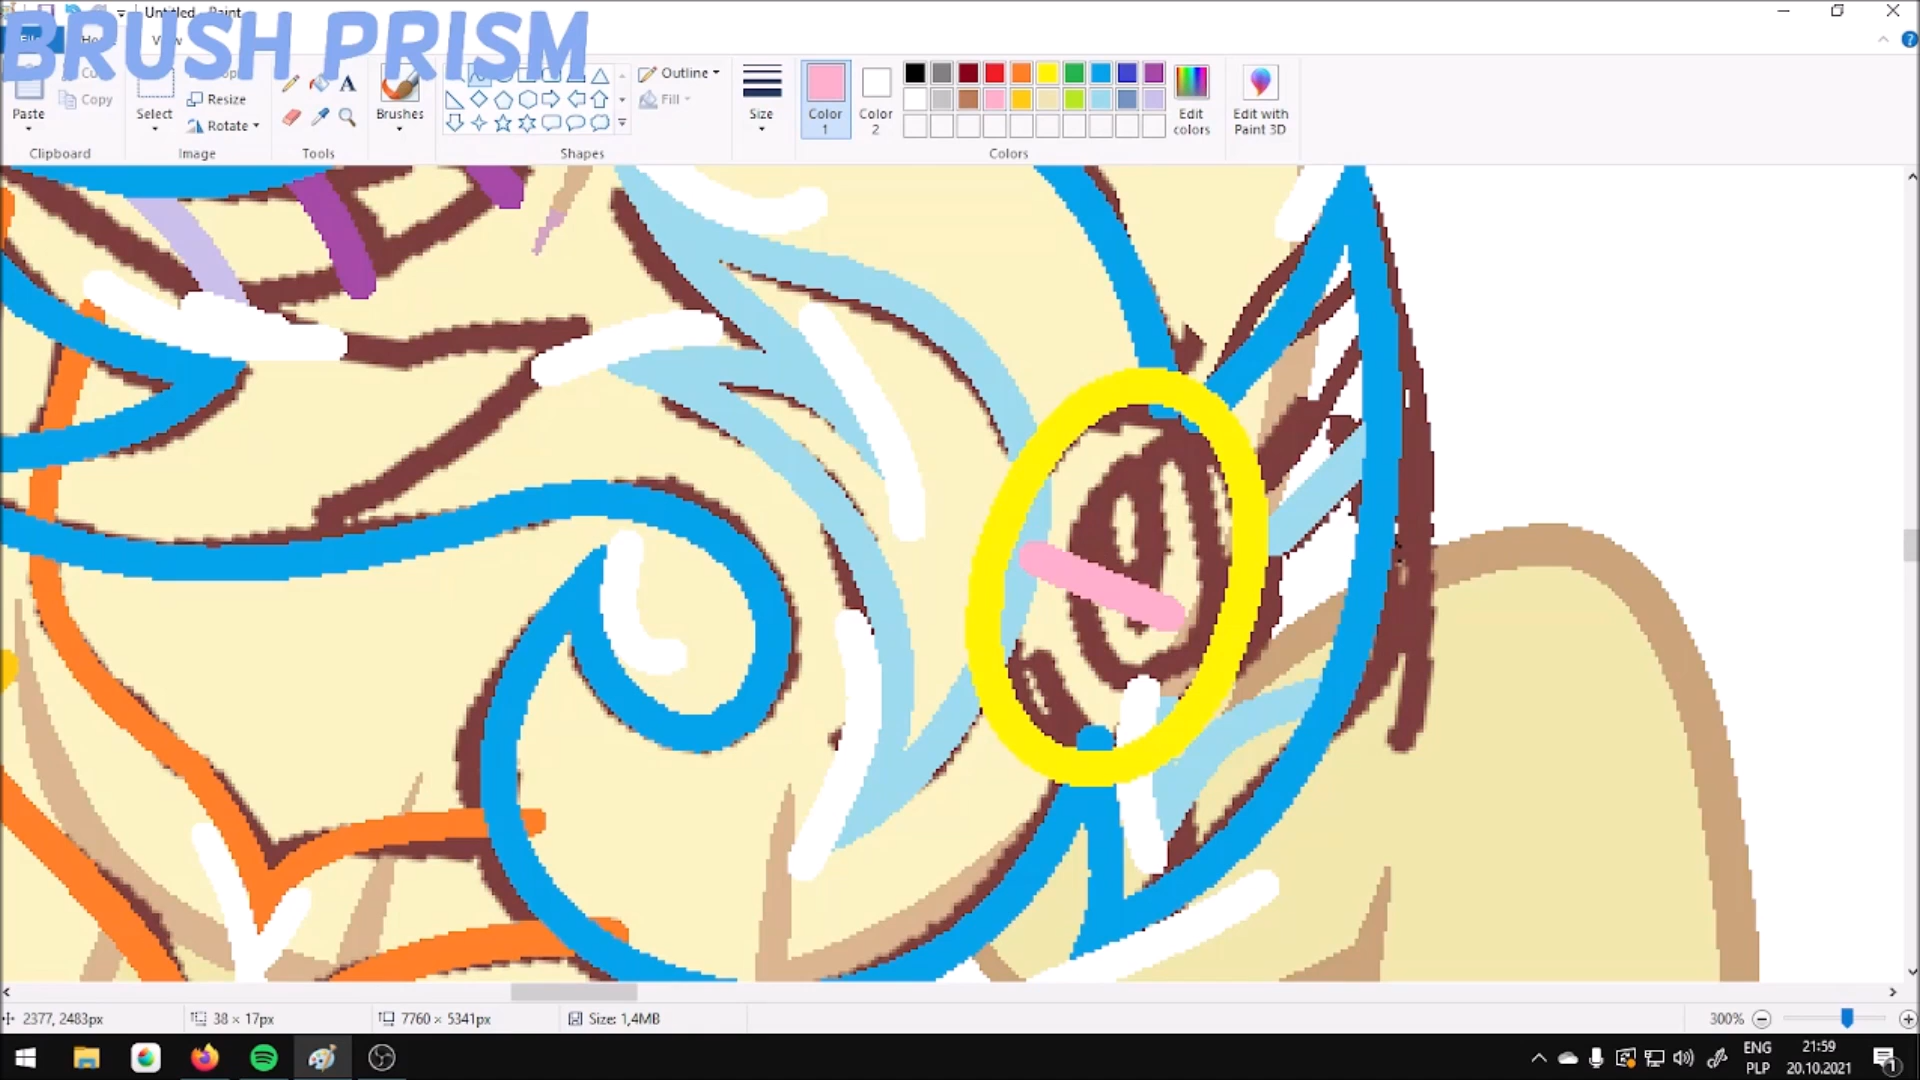 Untitled - Paint
BRUSH PRISM
View
Copy
Paste
Select
Resize
Rotate
Brushes
Outline
Fill
Size
Color 1
Color 2
Edit colors
Edit with Paint 3D
Clipboard
Image
Tools
Shapes
Colors
2377, 2483px
38 × 17px
7760 × 5341px
Size: 1,4MB
300%
ENG
PLP
21:59
20.10.2021
1